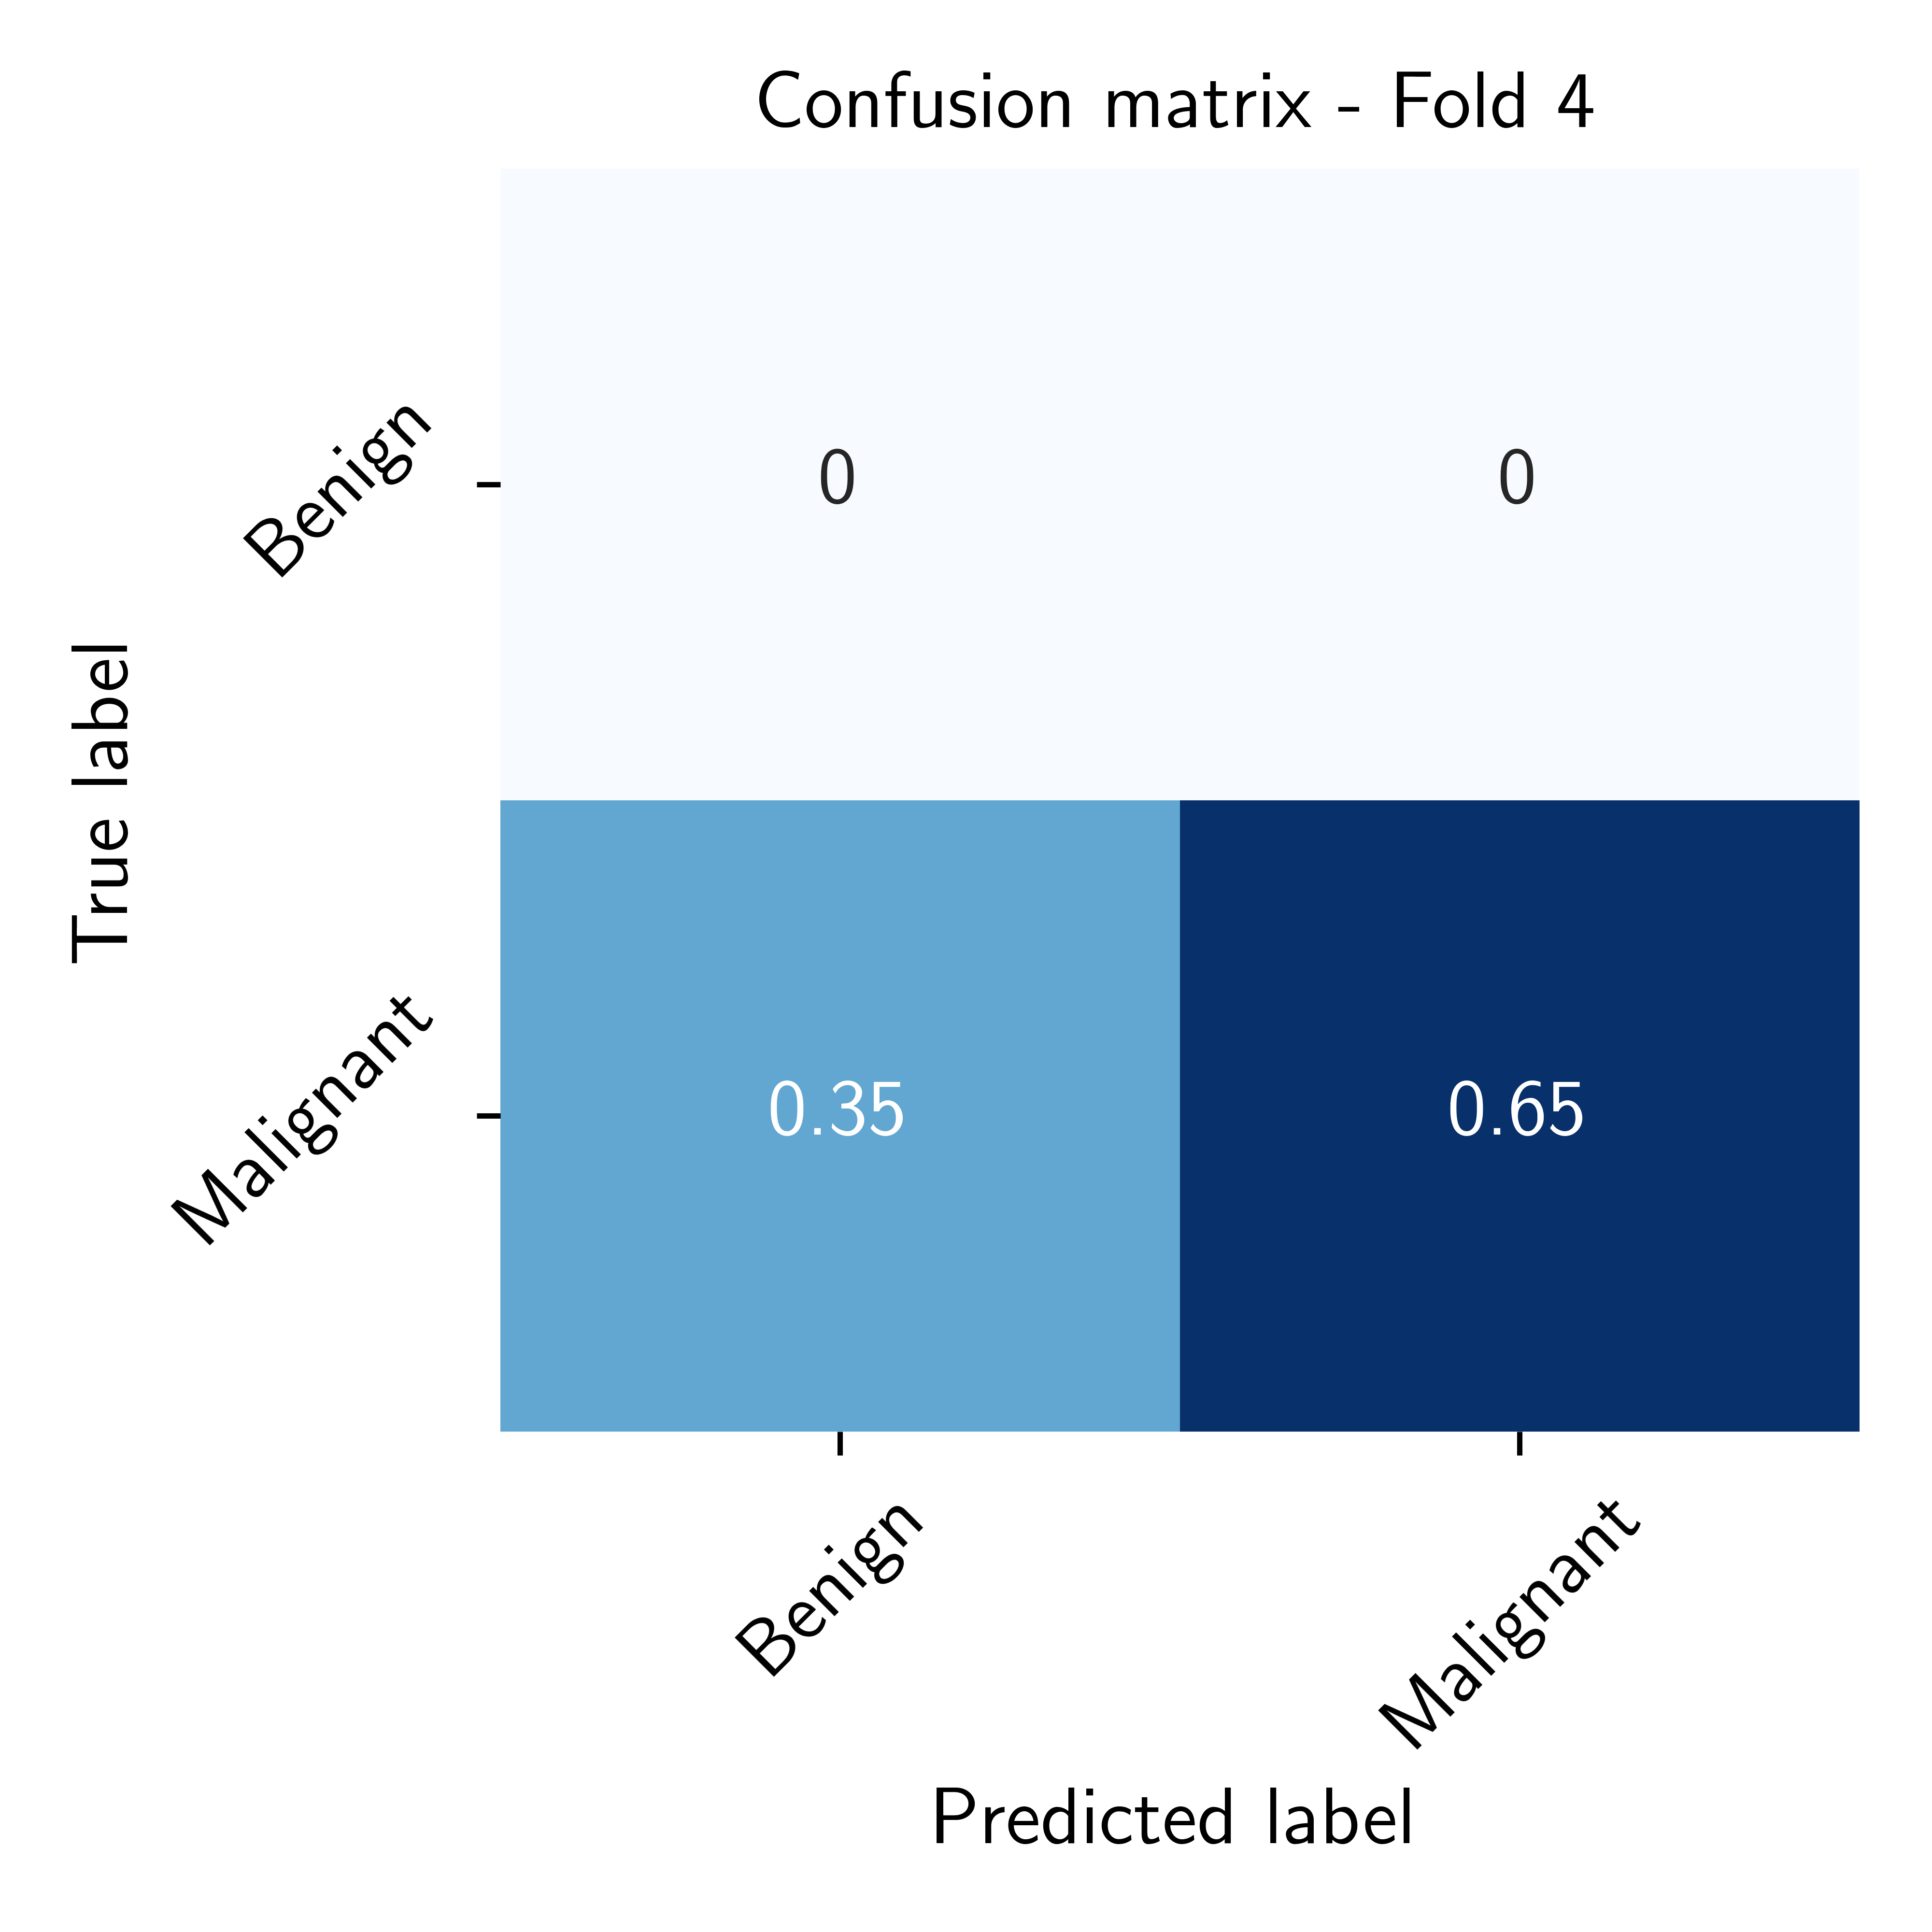 Confusion matrix - Fold 4
True label
Benign
0 0
Malignant
0.35 0.65
Benign Malignant
Predicted label